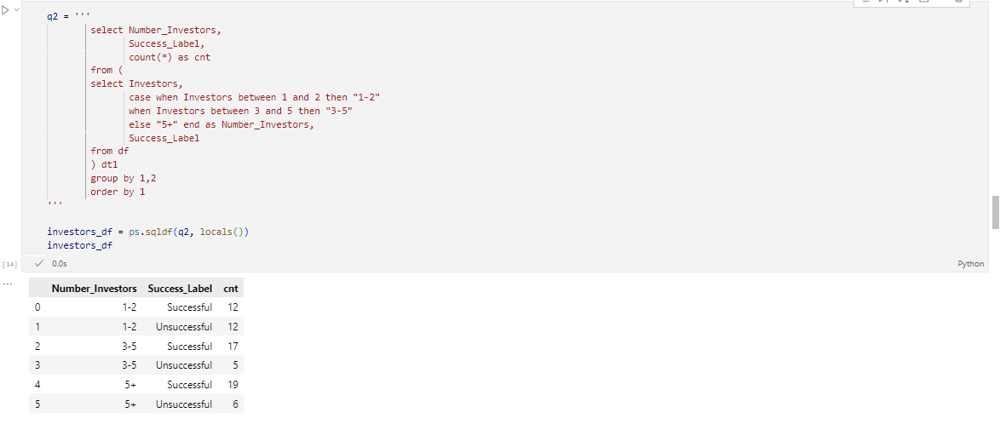 q2 = '''
select Number_Investors,
Success_Label,
count(*) as cnt
from (
select Investors,
case when Investors between 1 and 2 then "1-2"
when Investors between 3 and 5 then "3-5"
else "5+" end as Number_Investors,
Success_Label
from df
) dt1
group by 1,2
order by 1
'''
investors_df = ps.sqldf(q2, locals())
investors_df
[14] 0.0s Python
...
Number_Investors Success_Label cnt
0 1-2 Successful 12
1 1-2 Unsuccessful 12
2 3-5 Successful 17
3 3-5 Unsuccessful 5
4 5+ Successful 19
5 5+ Unsuccessful 6